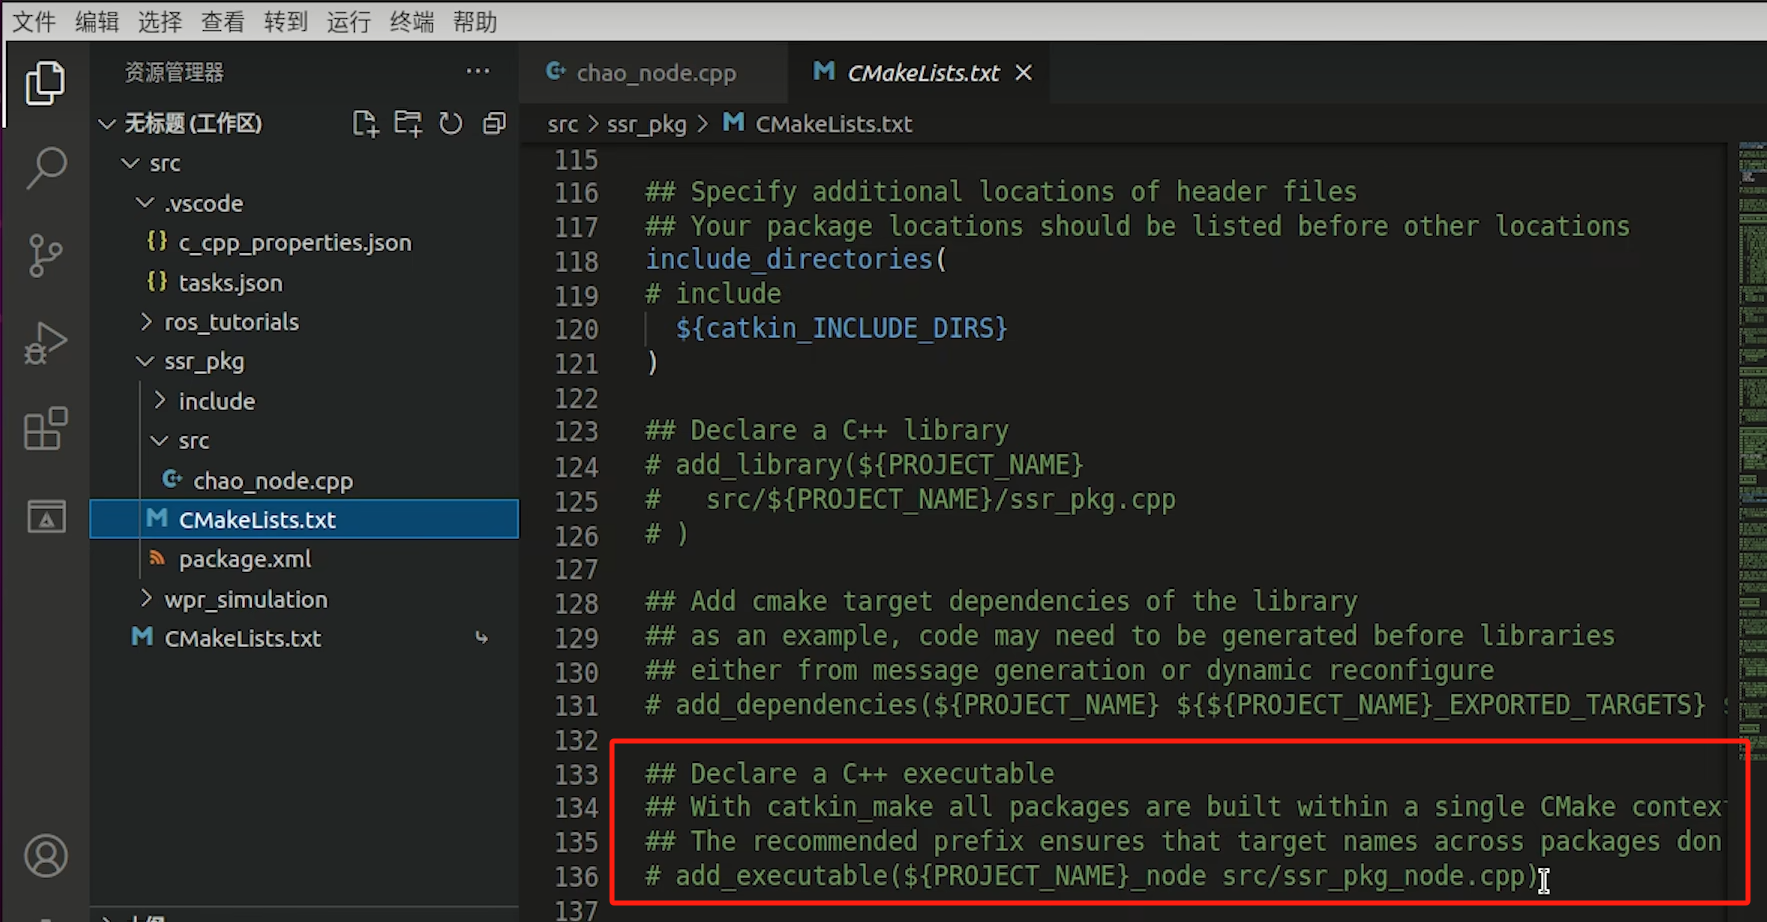 文件 编辑 选择 查看 转到 运行 终端 帮助
资源管理器 ···
无标题 (工作区)
src
.vscode
{} c_cpp_properties.json
{} tasks.json
ros_tutorials
ssr_pkg
include
src
chao_node.cpp
CMakeLists.txt
package.xml
wpr_simulation
CMakeLists.txt
chao_node.cpp CMakeLists.txt
src > ssr_pkg > CMakeLists.txt
115
116 ## Specify additional locations of header files
117 ## Your package locations should be listed before other locations
118 include_directories(
119 # include
120 ${catkin_INCLUDE_DIRS}
121 )
122
123 ## Declare a C++ library
124 # add_library(${PROJECT_NAME}
125 #   src/${PROJECT_NAME}/ssr_pkg.cpp
126 # )
127
128 ## Add cmake target dependencies of the library
129 ## as an example, code may need to be generated before libraries
130 ## either from message generation or dynamic reconfigure
131 # add_dependencies(${PROJECT_NAME} ${${PROJECT_NAME}_EXPORTED_TARGETS}
132
133 ## Declare a C++ executable
134 ## With catkin_make all packages are built within a single CMake contex
135 ## The recommended prefix ensures that target names across packages don
136 # add_executable(${PROJECT_NAME}_node src/ssr_pkg_node.cpp)
137